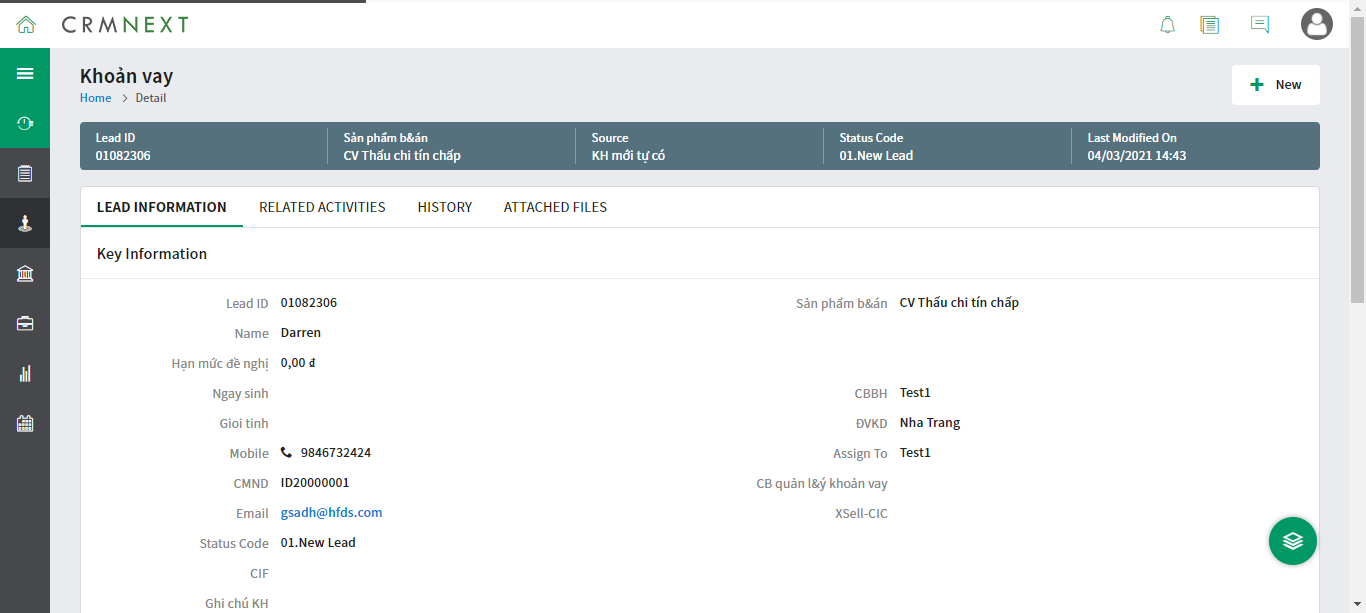 CRMNEXT
Khoản vay
Home > Detail
New
Lead ID
01082306
Sản phẩm b&án
CV Thấu chi tín chấp
Source
KH mới tự có
Status Code
01.New Lead
Last Modified On
04/03/2021 14:43
LEAD INFORMATION RELATED ACTIVITIES HISTORY ATTACHED FILES
Key Information
Lead ID 01082306
Sản phẩm b&án CV Thấu chi tín chấp
Name Darren
Hạn mức đề nghị 0,00 đ
Ngay sinh
CBBH Test1
Gioi tinh
ĐVKD Nha Trang
Mobile 9846732424
Assign To Test1
CMND ID20000001
CB quản l&ý khoản vay
Email gsadh@hfds.com
XSell-CIC
Status Code 01.New Lead
CIF
Ghi chú KH